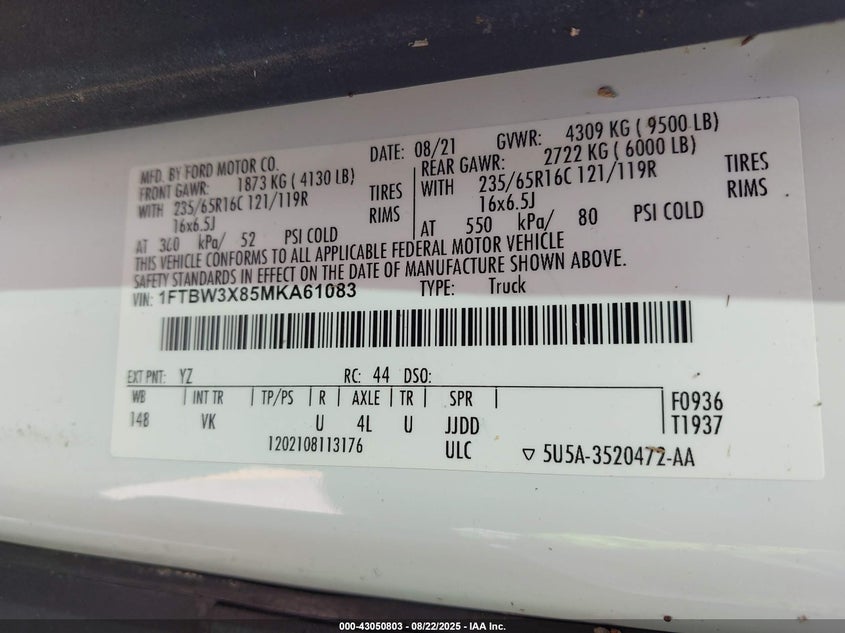 MFD. BY FORD MOTOR CO.
DATE: 08/21 GVWR: 4309 KG ( 9500 LB)
FRONT GAWR: 1873 KG ( 4130 LB) REAR GAWR: 2722 KG ( 6000 LB)
WITH 235/65R16C 121/119R TIRES WITH 235/65R16C 121/119R TIRES
16x6.5J RIMS 16x6.5J RIMS
AT 360 kPa/ 52 PSI COLD AT 550 kPa/ 80 PSI COLD
THIS VEHICLE CONFORMS TO ALL APPLICABLE FEDERAL MOTOR VEHICLE
SAFETY STANDARDS IN EFFECT ON THE DATE OF MANUFACTURE SHOWN ABOVE.
VIN: 1FTBW3X85MKA61083 TYPE: Truck
EXT PNT: YZ RC: 44 DSO:
WB INT TR TP/PS R AXLE TR SPR F0936
148 VK U 4L U JJDD T1937
1202108113176 ULC ▽ 5U5A-3520472-AA
000-43050803 - 08/22/2025 - IAA Inc.